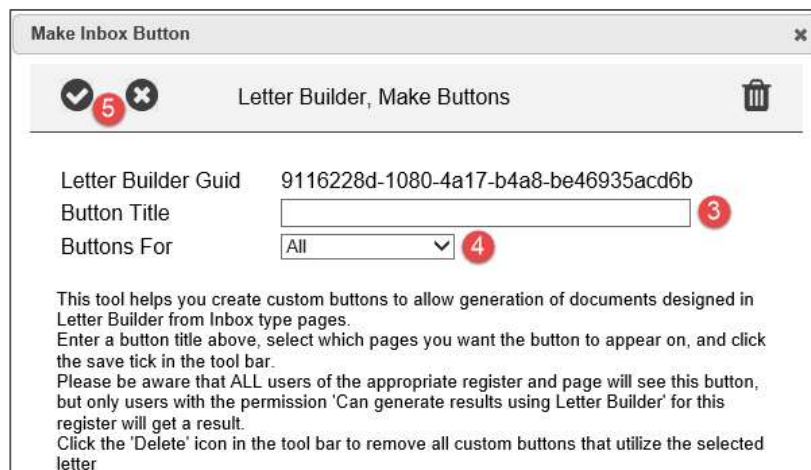 Make Inbox Button
5
Letter Builder, Make Buttons
Letter Builder Guid 9116228d-1080-4a17-b4a8-be46935acd6b
Button Title 3
Buttons For All 4
This tool helps you create custom buttons to allow generation of documents designed in
Letter Builder from Inbox type pages.
Enter a button title above, select which pages you want the button to appear on, and click
the save tick in the tool bar.
Please be aware that ALL users of the appropriate register and page will see this button,
but only users with the permission 'Can generate results using Letter Builder' for this
register will get a result.
Click the 'Delete' icon in the tool bar to remove all custom buttons that utilize the selected
letter